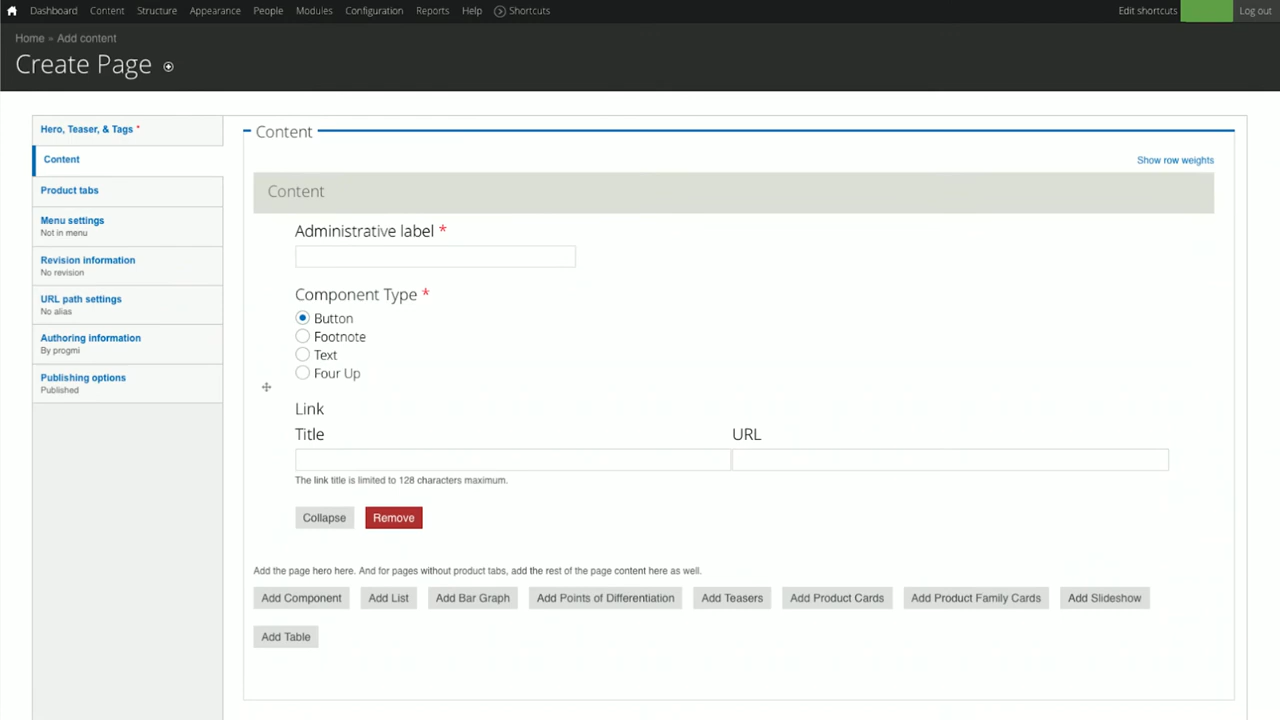 Dashboard Content Structure Appearance People Modules Configuration Reports Help Shortcuts Edit shortcuts Log out
Home » Add content
Create Page
Hero, Teaser, & Tags *
Content
Product tabs
Menu settings
Not in menu
Revision information
No revision
URL path settings
No alias
Authoring information
By progmi
Publishing options
Published
Content
Show row weights
Content
Administrative label *
Component Type *
Button
Footnote
Text
Four Up
Link
Title URL
The link title is limited to 128 characters maximum.
Collapse Remove
Add the page hero here. And for pages without product tabs, add the rest of the page content here as well.
Add Component Add List Add Bar Graph Add Points of Differentiation Add Teasers Add Product Cards Add Product Family Cards Add Slideshow
Add Table